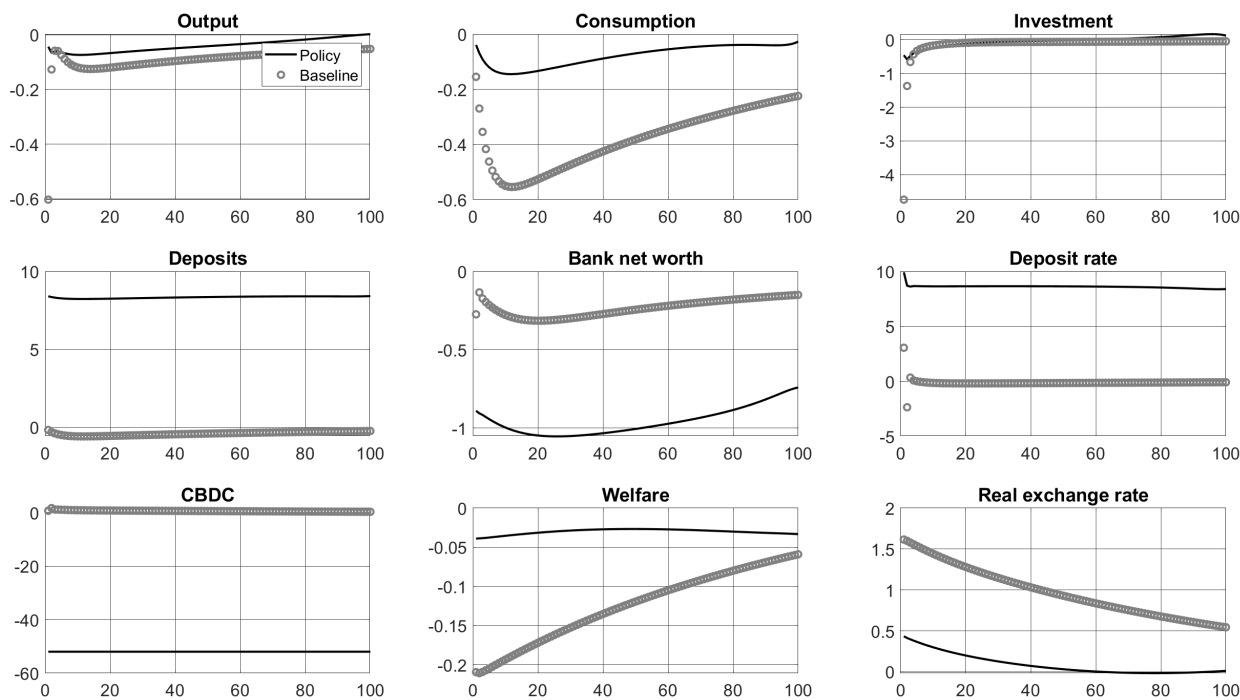 Output
0
-0.2
-0.4
-0.6
0 20 40 60 80 100
Policy
Baseline
Consumption
0
-0.2
-0.4
-0.6
0 20 40 60 80 100
Investment
0
-1
-2
-3
-4
0 20 40 60 80 100
Deposits
10
5
0
0 20 40 60 80 100
Bank net worth
0
-0.5
-1
0 20 40 60 80 100
Deposit rate
10
5
0
-5
0 20 40 60 80 100
CBDC
0
-20
-40
-60
0 20 40 60 80 100
Welfare
0
-0.05
-0.1
-0.15
-0.2
0 20 40 60 80 100
Real exchange rate
2
1.5
1
0.5
0
0 20 40 60 80 100